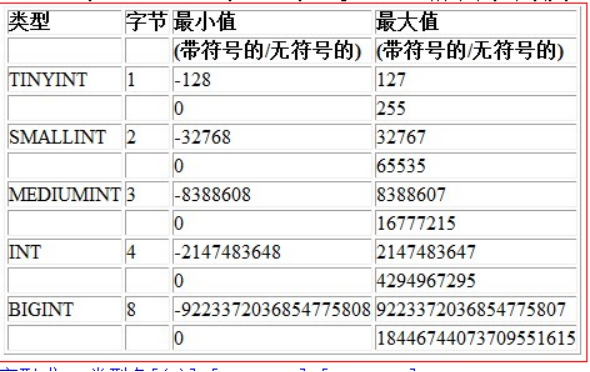 类型 字节 最小值 最大值
(带符号的/无符号的) (带符号的/无符号的)
TINYINT 1 -128 127
0 255
SMALLINT 2 -32768 32767
0 65535
MEDIUMINT 3 -8388608 8388607
0 16777215
INT 4 -2147483648 2147483647
0 4294967295
BIGINT 8 -9223372036854775808 9223372036854775807
0 18446744073709551615